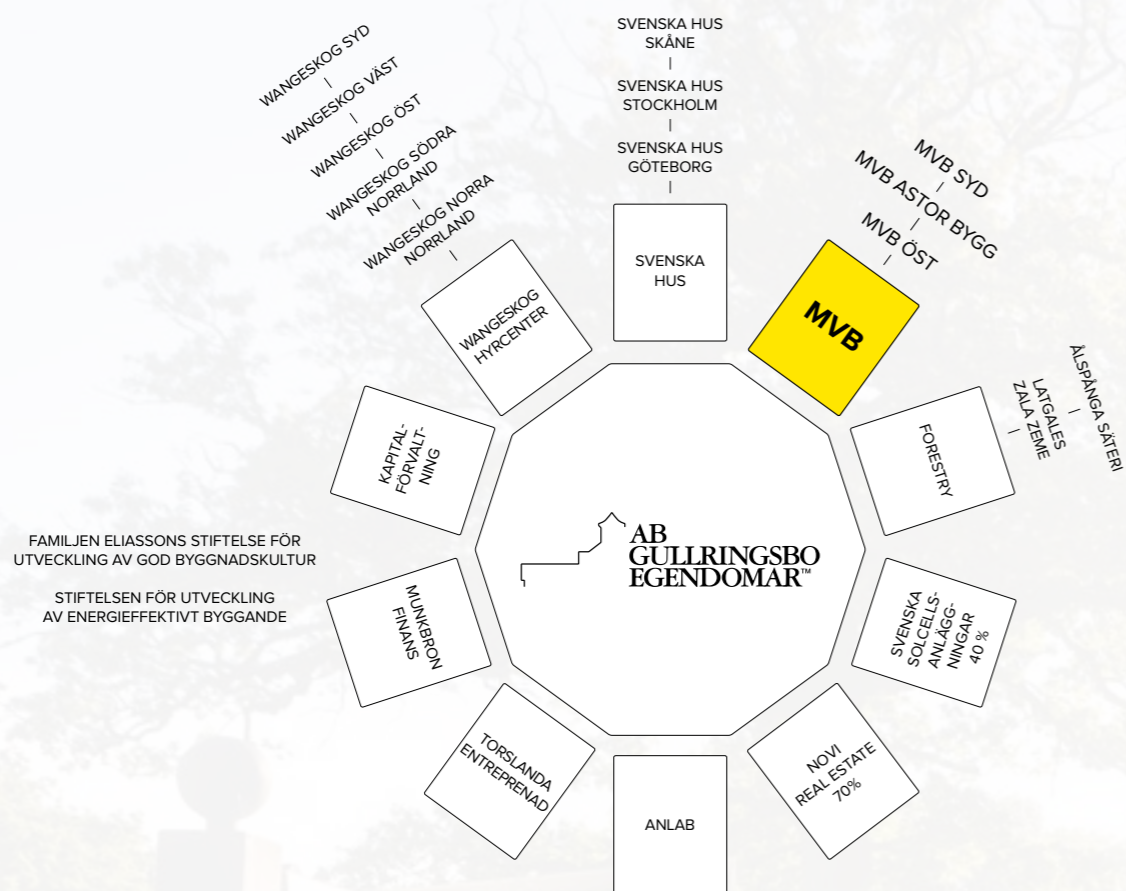 WANGESKOG SYD
WANGESKOG VÄST
WANGESKOG ÖST
WANGESKOG SÖDRA
NORRLAND
WANGESKOG NORRA
NORRLAND
WANGESKOG
HYRCENTER
SVENSKA HUS
SKÅNE
SVENSKA HUS
STOCKHOLM
SVENSKA HUS
GÖTEBORG
SVENSKA
HUS
MVB SYD
MVB ASTOR BYGG
MVB ÖST
MVB
ÅLSPÅNGA SÄTERI
LATGALES
ZALA ZEME
FORESTRY
SVENSKA
SOLCELLS-
ANLÄGG-
NINGAR
40 %
NOVI
REAL ESTATE
70%
ANLAB
TORSLANDA
ENTREPRENAD
MUNKBRON
FINANS
KAPITAL-
FÖRVALT-
NING
FAMILJEN ELIASSONS STIFTELSE FÖR
UTVECKLING AV GOD BYGGNADSKULTUR
STIFTELSEN FÖR UTVECKLING
AV ENERGIEFFEKTIVT BYGGANDE
AB
GULLRINGSBO
EGENDOMAR™